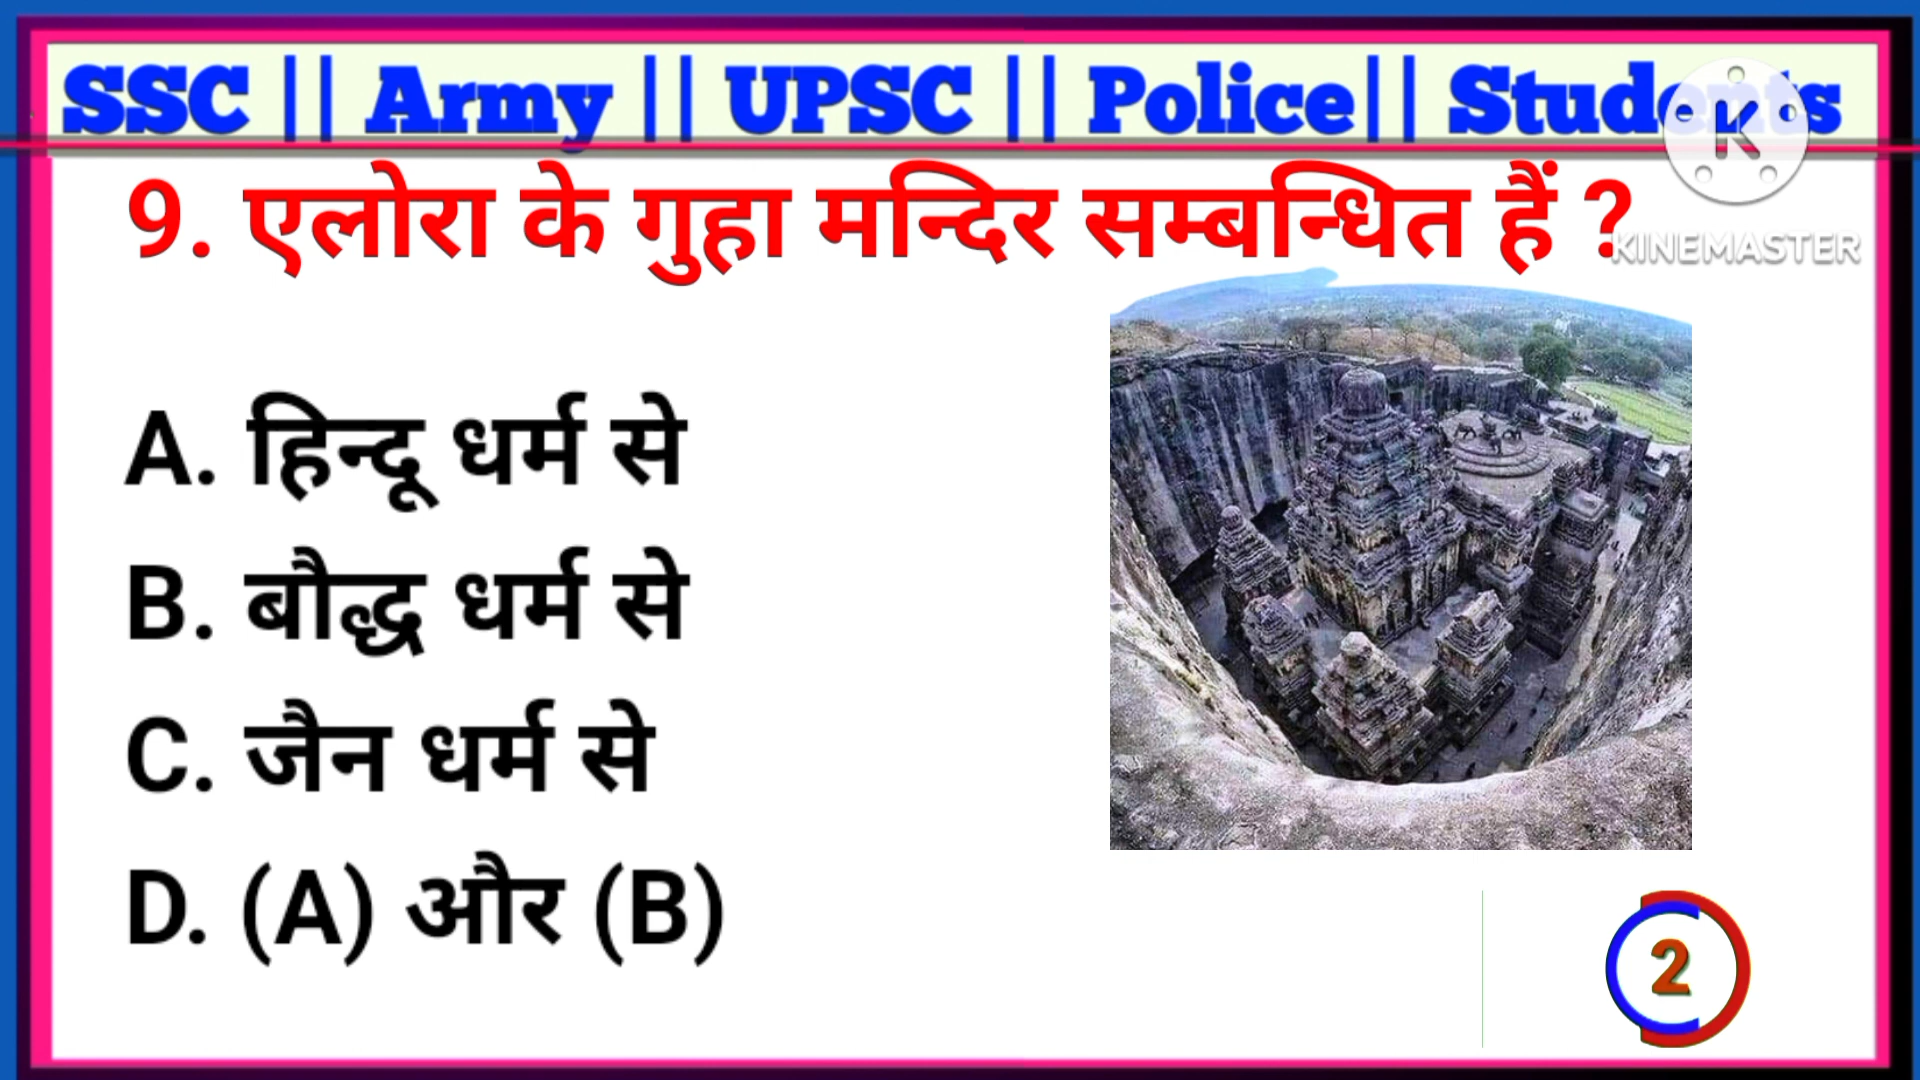 SSC || Army || UPSC || Police|| Students
9. एलोरा के गुहा मन्दिर सम्बन्धित हैं ?
KINEMASTER
A. हिन्दू धर्म से
B. बौद्ध धर्म से
C. जैन धर्म से
D. (A) और (B)
2